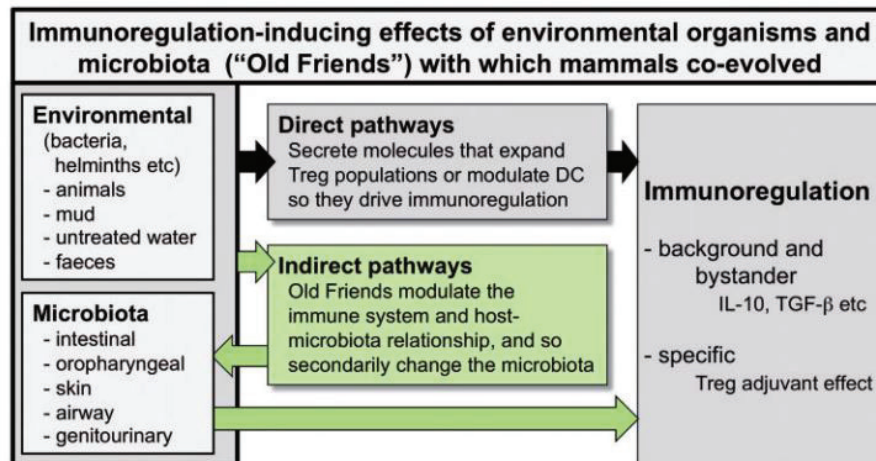 Immunoregulation-inducing effects of environmental organisms and
microbiota (“Old Friends”) with which mammals co-evolved
Environmental
(bacteria,
helminths etc)
- animals
- mud
- untreated water
- faeces
Microbiota
- intestinal
- oropharyngeal
- skin
- airway
- genitourinary
Direct pathways
Secrete molecules that expand
Treg populations or modulate DC
so they drive immunoregulation
Indirect pathways
Old Friends modulate the
immune system and host-
microbiota relationship, and so
secondarily change the microbiota
Immunoregulation
- background and
bystander
IL-10, TGF-β etc
- specific
Treg adjuvant effect